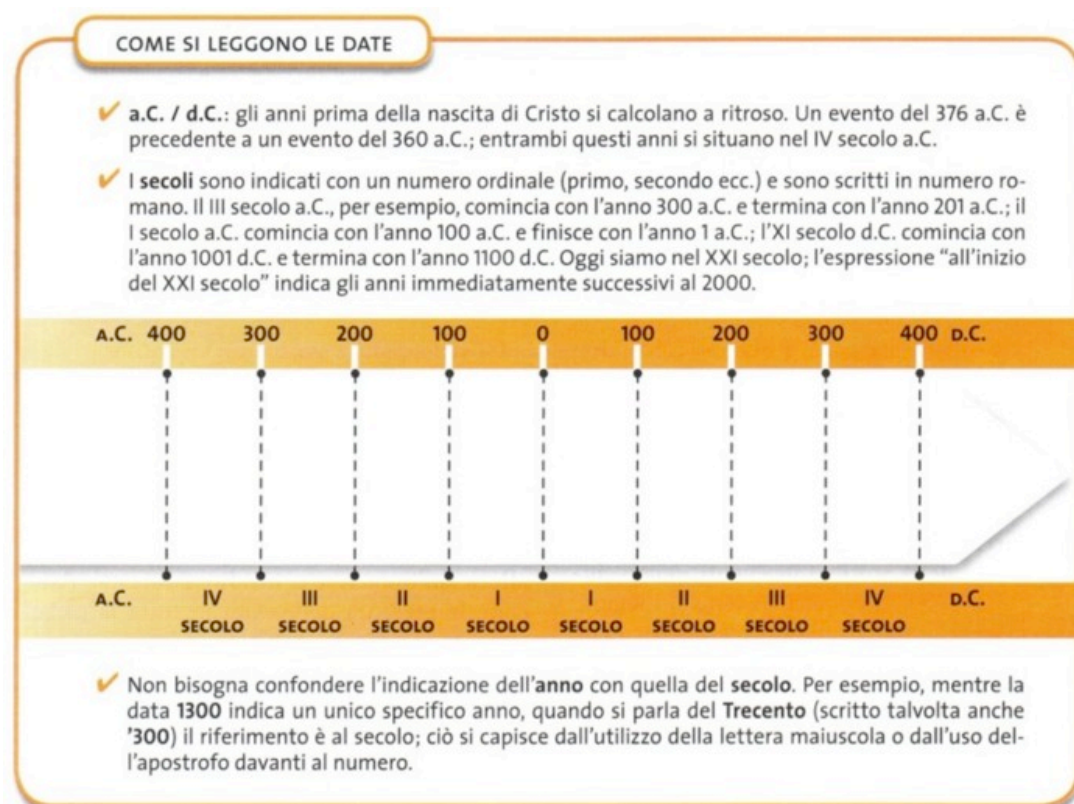 COME SI LEGGONO LE DATE
✔ a.C. / d.C.: gli anni prima della nascita di Cristo si calcolano a ritroso. Un evento del 376 a.C. è
precedente a un evento del 360 a.C.; entrambi questi anni si situano nel IV secolo a.C.
✔ I secoli sono indicati con un numero ordinale (primo, secondo ecc.) e sono scritti in numero ro-
mano. Il III secolo a.C., per esempio, comincia con l'anno 300 a.C. e termina con l'anno 201 a.C.; il
I secolo a.C. comincia con l'anno 100 a.C. e finisce con l'anno 1 a.C.; l'XI secolo d.C. comincia con
l'anno 1001 d.C. e termina con l'anno 1100 d.C. Oggi siamo nel XXI secolo; l'espressione “all'inizio
del XXI secolo” indica gli anni immediatamente successivi al 2000.
A.C. 400 300 200 100 0 100 200 300 400 D.C.
A.C. IV III II I I II III IV D.C.
SECOLO SECOLO SECOLO SECOLO SECOLO SECOLO SECOLO SECOLO
✔ Non bisogna confondere l'indicazione dell'anno con quella del secolo. Per esempio, mentre la
data 1300 indica un unico specifico anno, quando si parla del Trecento (scritto talvolta anche
'300) il riferimento è al secolo; ciò si capisce dall'utilizzo della lettera maiuscola o dall'uso del-
l'apostrofo davanti al numero.